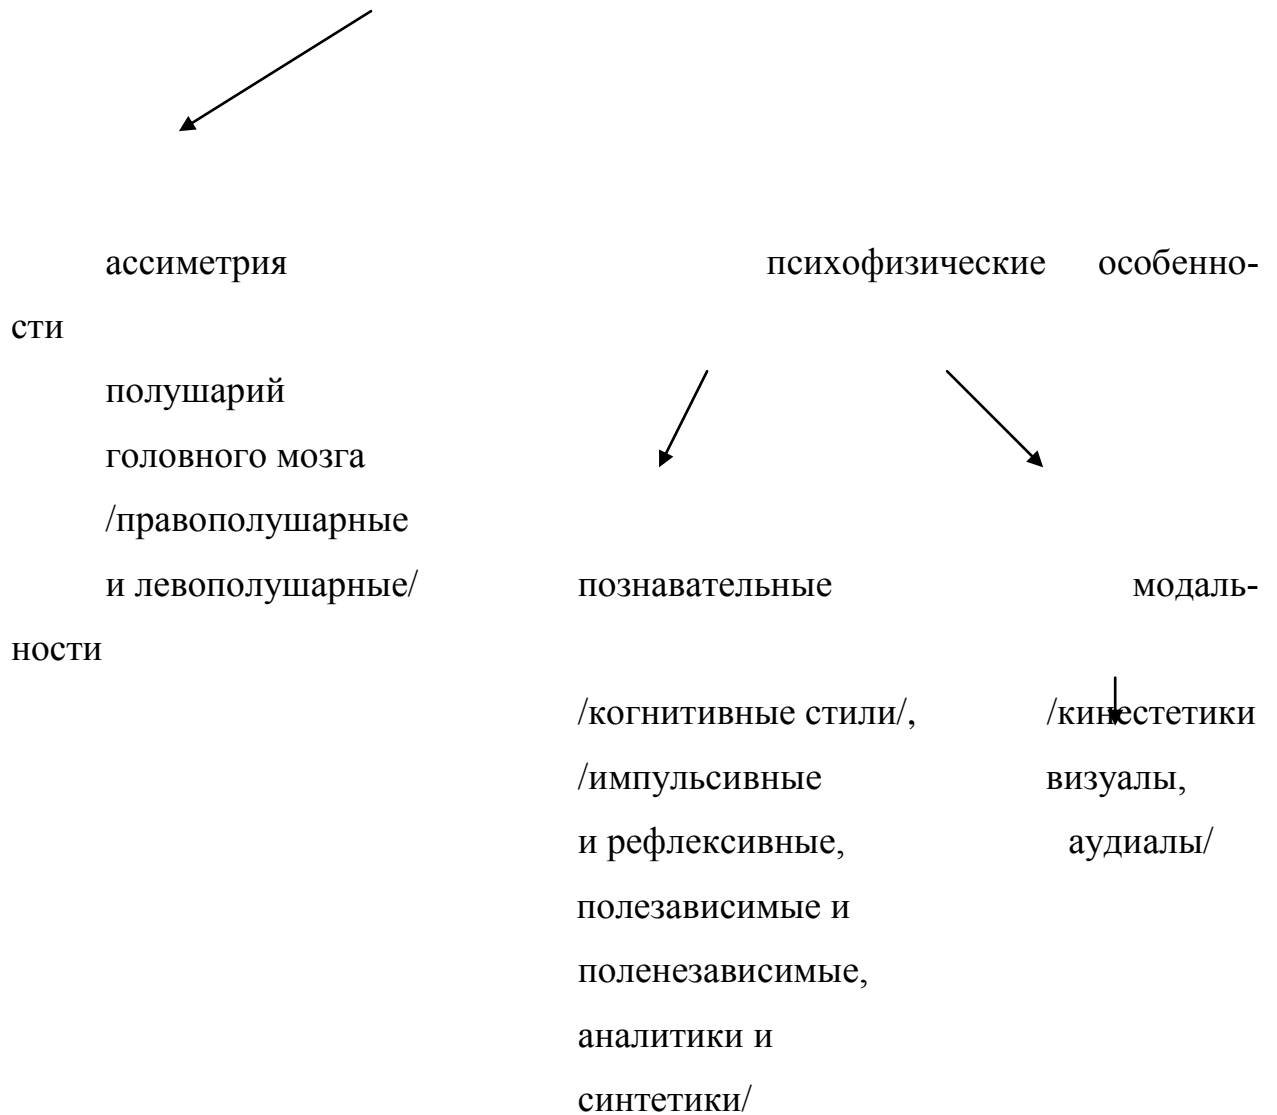 ассиметрия психофизические особенно-
сти
полушарий
головного мозга
/правополушарные
и левополушарные/ познавательные модаль-
ности
/когнитивные стили/, /кинестетики
/импульсивные визуалы,
и рефлексивные, аудиалы/
полезависимые и
поленезависимые,
аналитики и
синтетики/